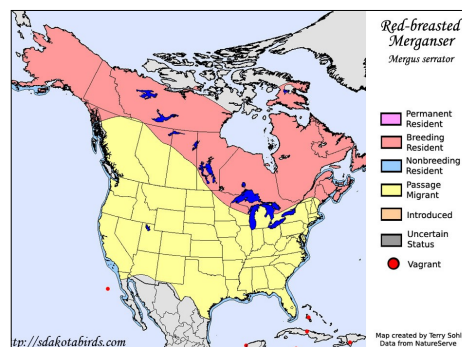 Red-breasted
Merganser
Mergus serrator
Permanent
Resident
Breeding
Resident
Nonbreeding
Resident
Passage
Migrant
Introduced
Uncertain
Status
Vagrant
tp://sdakotabirds.com
Map created by Terry Sohl
Data from NatureServe